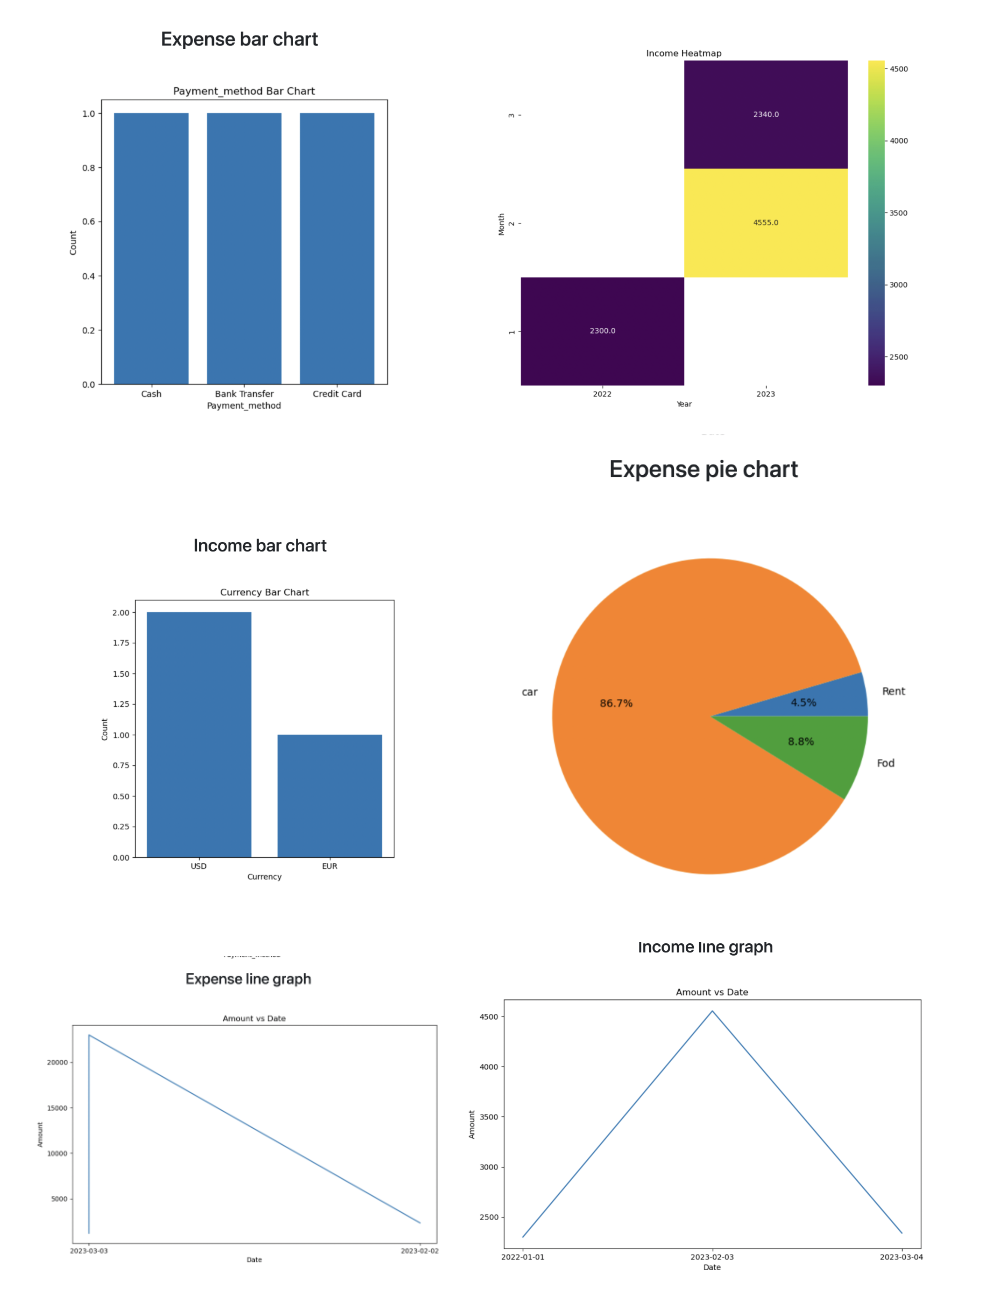 Expense bar chart
Payment_method Bar Chart
1.0
0.8
0.6
0.4
0.2
0.0
Count
Cash Bank Transfer Credit Card
Payment_method
Income Heatmap
3
2
1
Month
2340.0
4555.0
2300.0
2022 2023
Year
4500
4000
3500
3000
2500
Income bar chart
Currency Bar Chart
2.00
1.75
1.50
1.25
1.00
0.75
0.50
0.25
0.00
Count
USD EUR
Currency
Expense pie chart
car
86.7%
4.5%
Rent
8.8%
Fod
Expense line graph
Amount vs Date
20000
15000
10000
5000
Amount
2023-03-03 2023-02-02
Date
Income line graph
Amount vs Date
4500
4000
3500
3000
2500
Amount
2022-01-01 2023-02-03 2023-03-04
Date